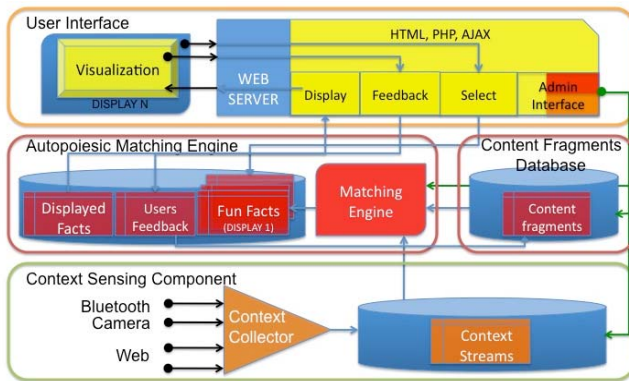 User Interface
HTML, PHP, AJAX
Visualization
DISPLAY N
WEB
SERVER
Display
Feedback
Select
Admin
Interface
Autopoiesic Matching Engine
Content Fragments
Database
Displayed
Facts
Users
Feedback
Fun Facts
(DISPLAY 1)
Matching
Engine
Content
fragments
Context Sensing Component
Bluetooth
Camera
Web
Context
Collector
Context
Streams